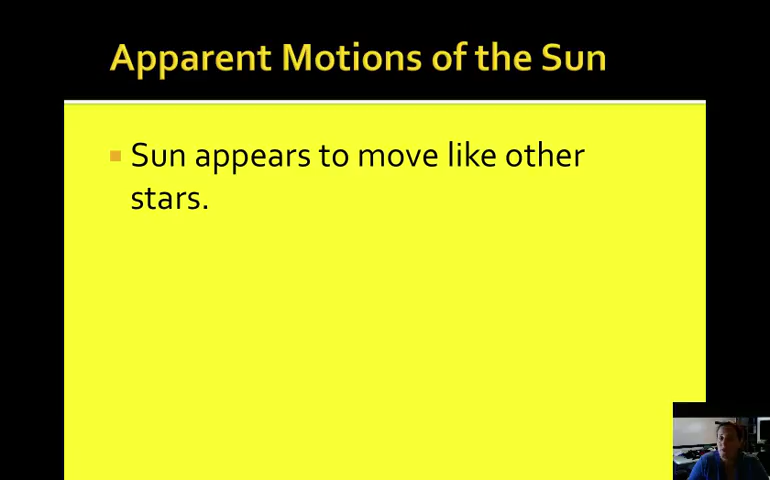 Apparent Motions of the Sun
Sun appears to move like other
stars.